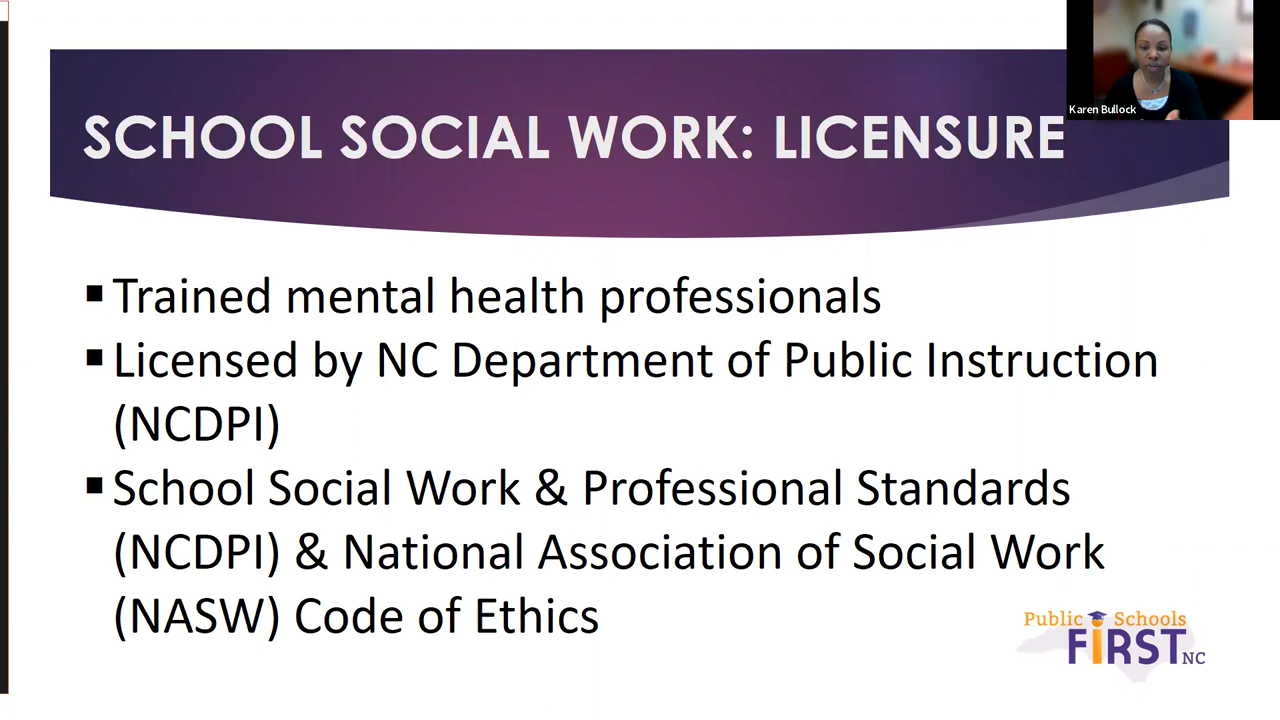 Karen Bullock
SCHOOL SOCIAL WORK: LICENSURE
▪ Trained mental health professionals
▪ Licensed by NC Department of Public Instruction
(NCDPI)
▪ School Social Work & Professional Standards
(NCDPI) & National Association of Social Work
(NASW) Code of Ethics
Public Schools
FiRST NC